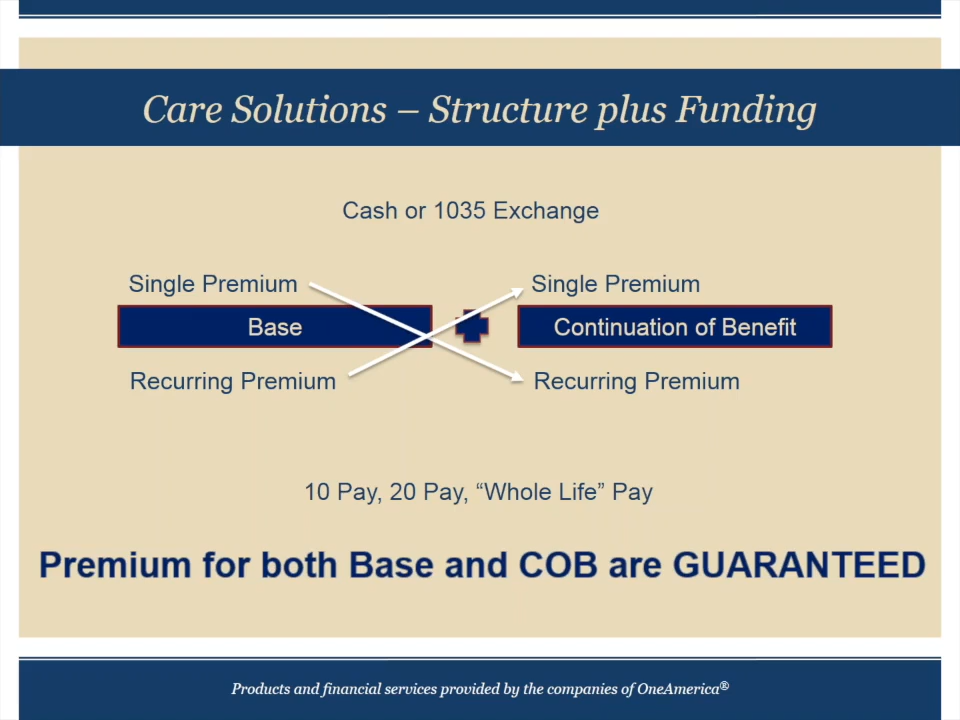 Care Solutions – Structure plus Funding
Cash or 1035 Exchange
Single Premium
Single Premium
Base
Continuation of Benefit
Recurring Premium
Recurring Premium
10 Pay, 20 Pay, “Whole Life” Pay
Premium for both Base and COB are GUARANTEED
Products and financial services provided by the companies of OneAmerica®